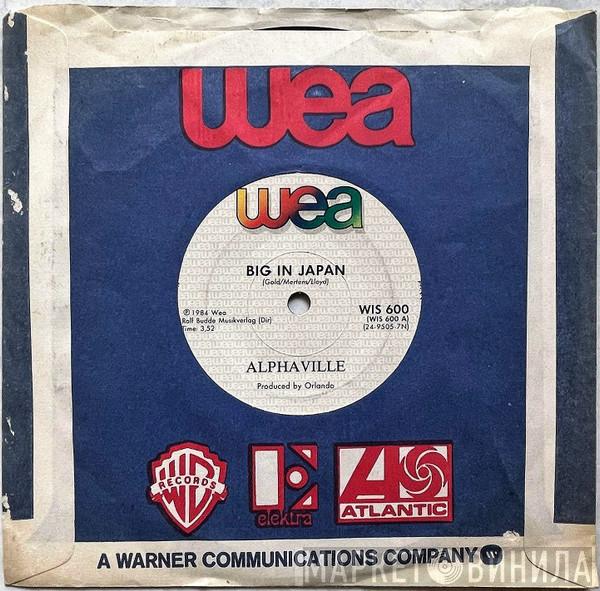 wea
wea
BIG IN JAPAN
(Gold/Mertens/Lloyd)
℗ 1984 Wea
Rolf Budde Musikverlag (Dir)
Time: 3,52
WIS 600
(WIS 600 A)
(24-9505-7N)
ALPHAVILLE
Produced by Orlando
WB
RECORDS
E
elektra
A
ATLANTIC
A WARNER COMMUNICATIONS COMPANY
МАРКЕТ ВИНИЛА